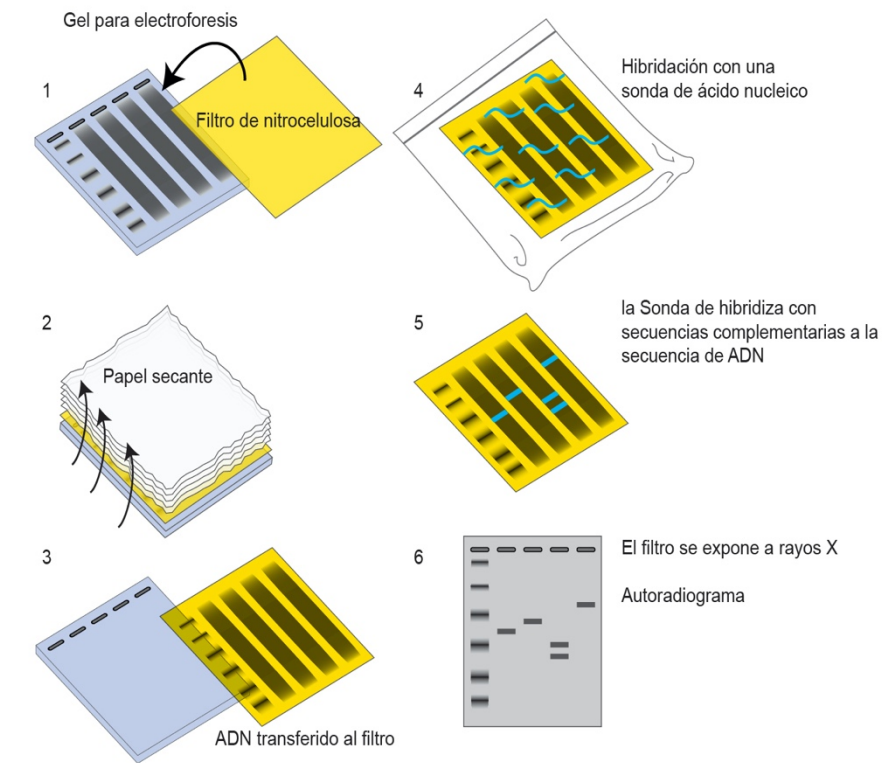 Gel para electroforesis
1
Filtro de nitrocelulosa
2
Papel secante
3
ADN transferido al filtro
4
Hibridación con una
sonda de ácido nucleico
5
la Sonda de hibridiza con
secuencias complementarias a la
secuencia de ADN
6
El filtro se expone a rayos X
Autoradiograma